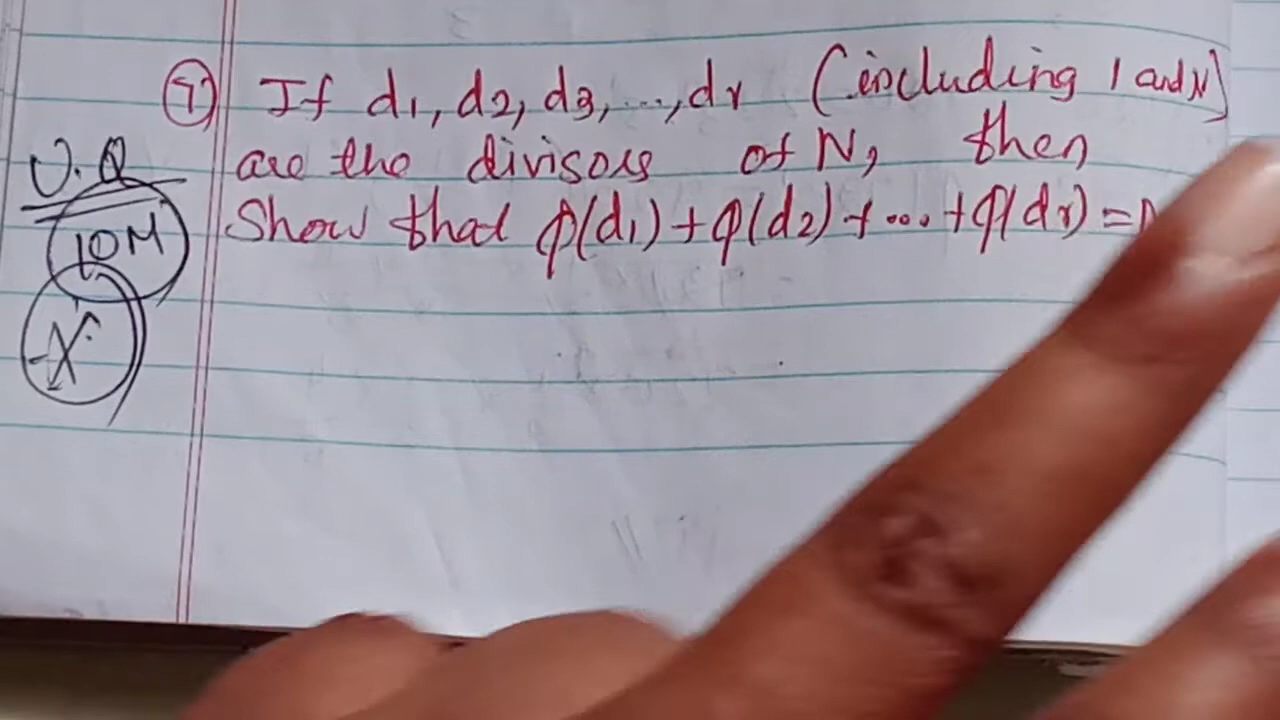 7) If d1, d2, d3, ..., dr (including 1 and N)
are the divisors of N, then
Show that φ(d1) + φ(d2) + ... + φ(dr) =
U.Q
10M